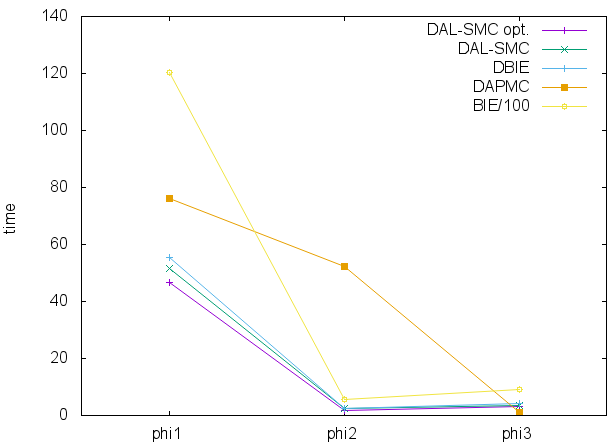 140
120
100
80
60
40
20
0
time
phi1
phi2
phi3
DAL-SMC opt.
DAL-SMC
DBIE
DAPMC
BIE/100